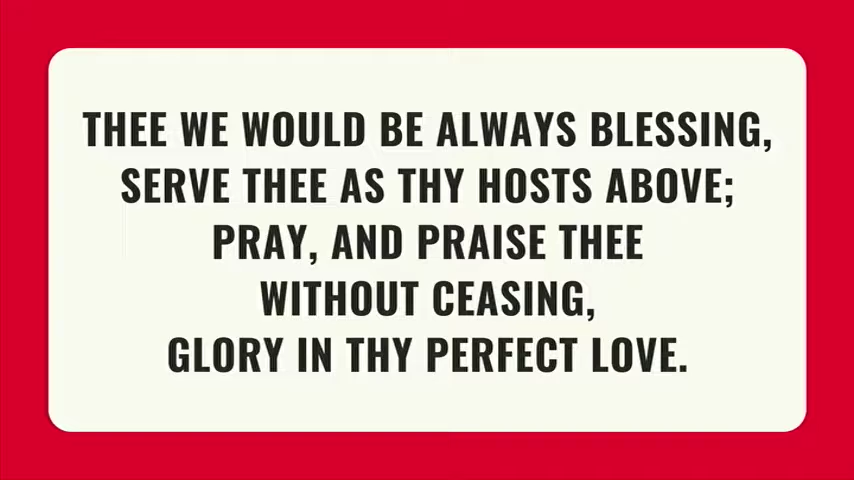 THEE WE WOULD BE ALWAYS BLESSING,
SERVE THEE AS THY HOSTS ABOVE;
PRAY, AND PRAISE THEE
WITHOUT CEASING,
GLORY IN THY PERFECT LOVE.